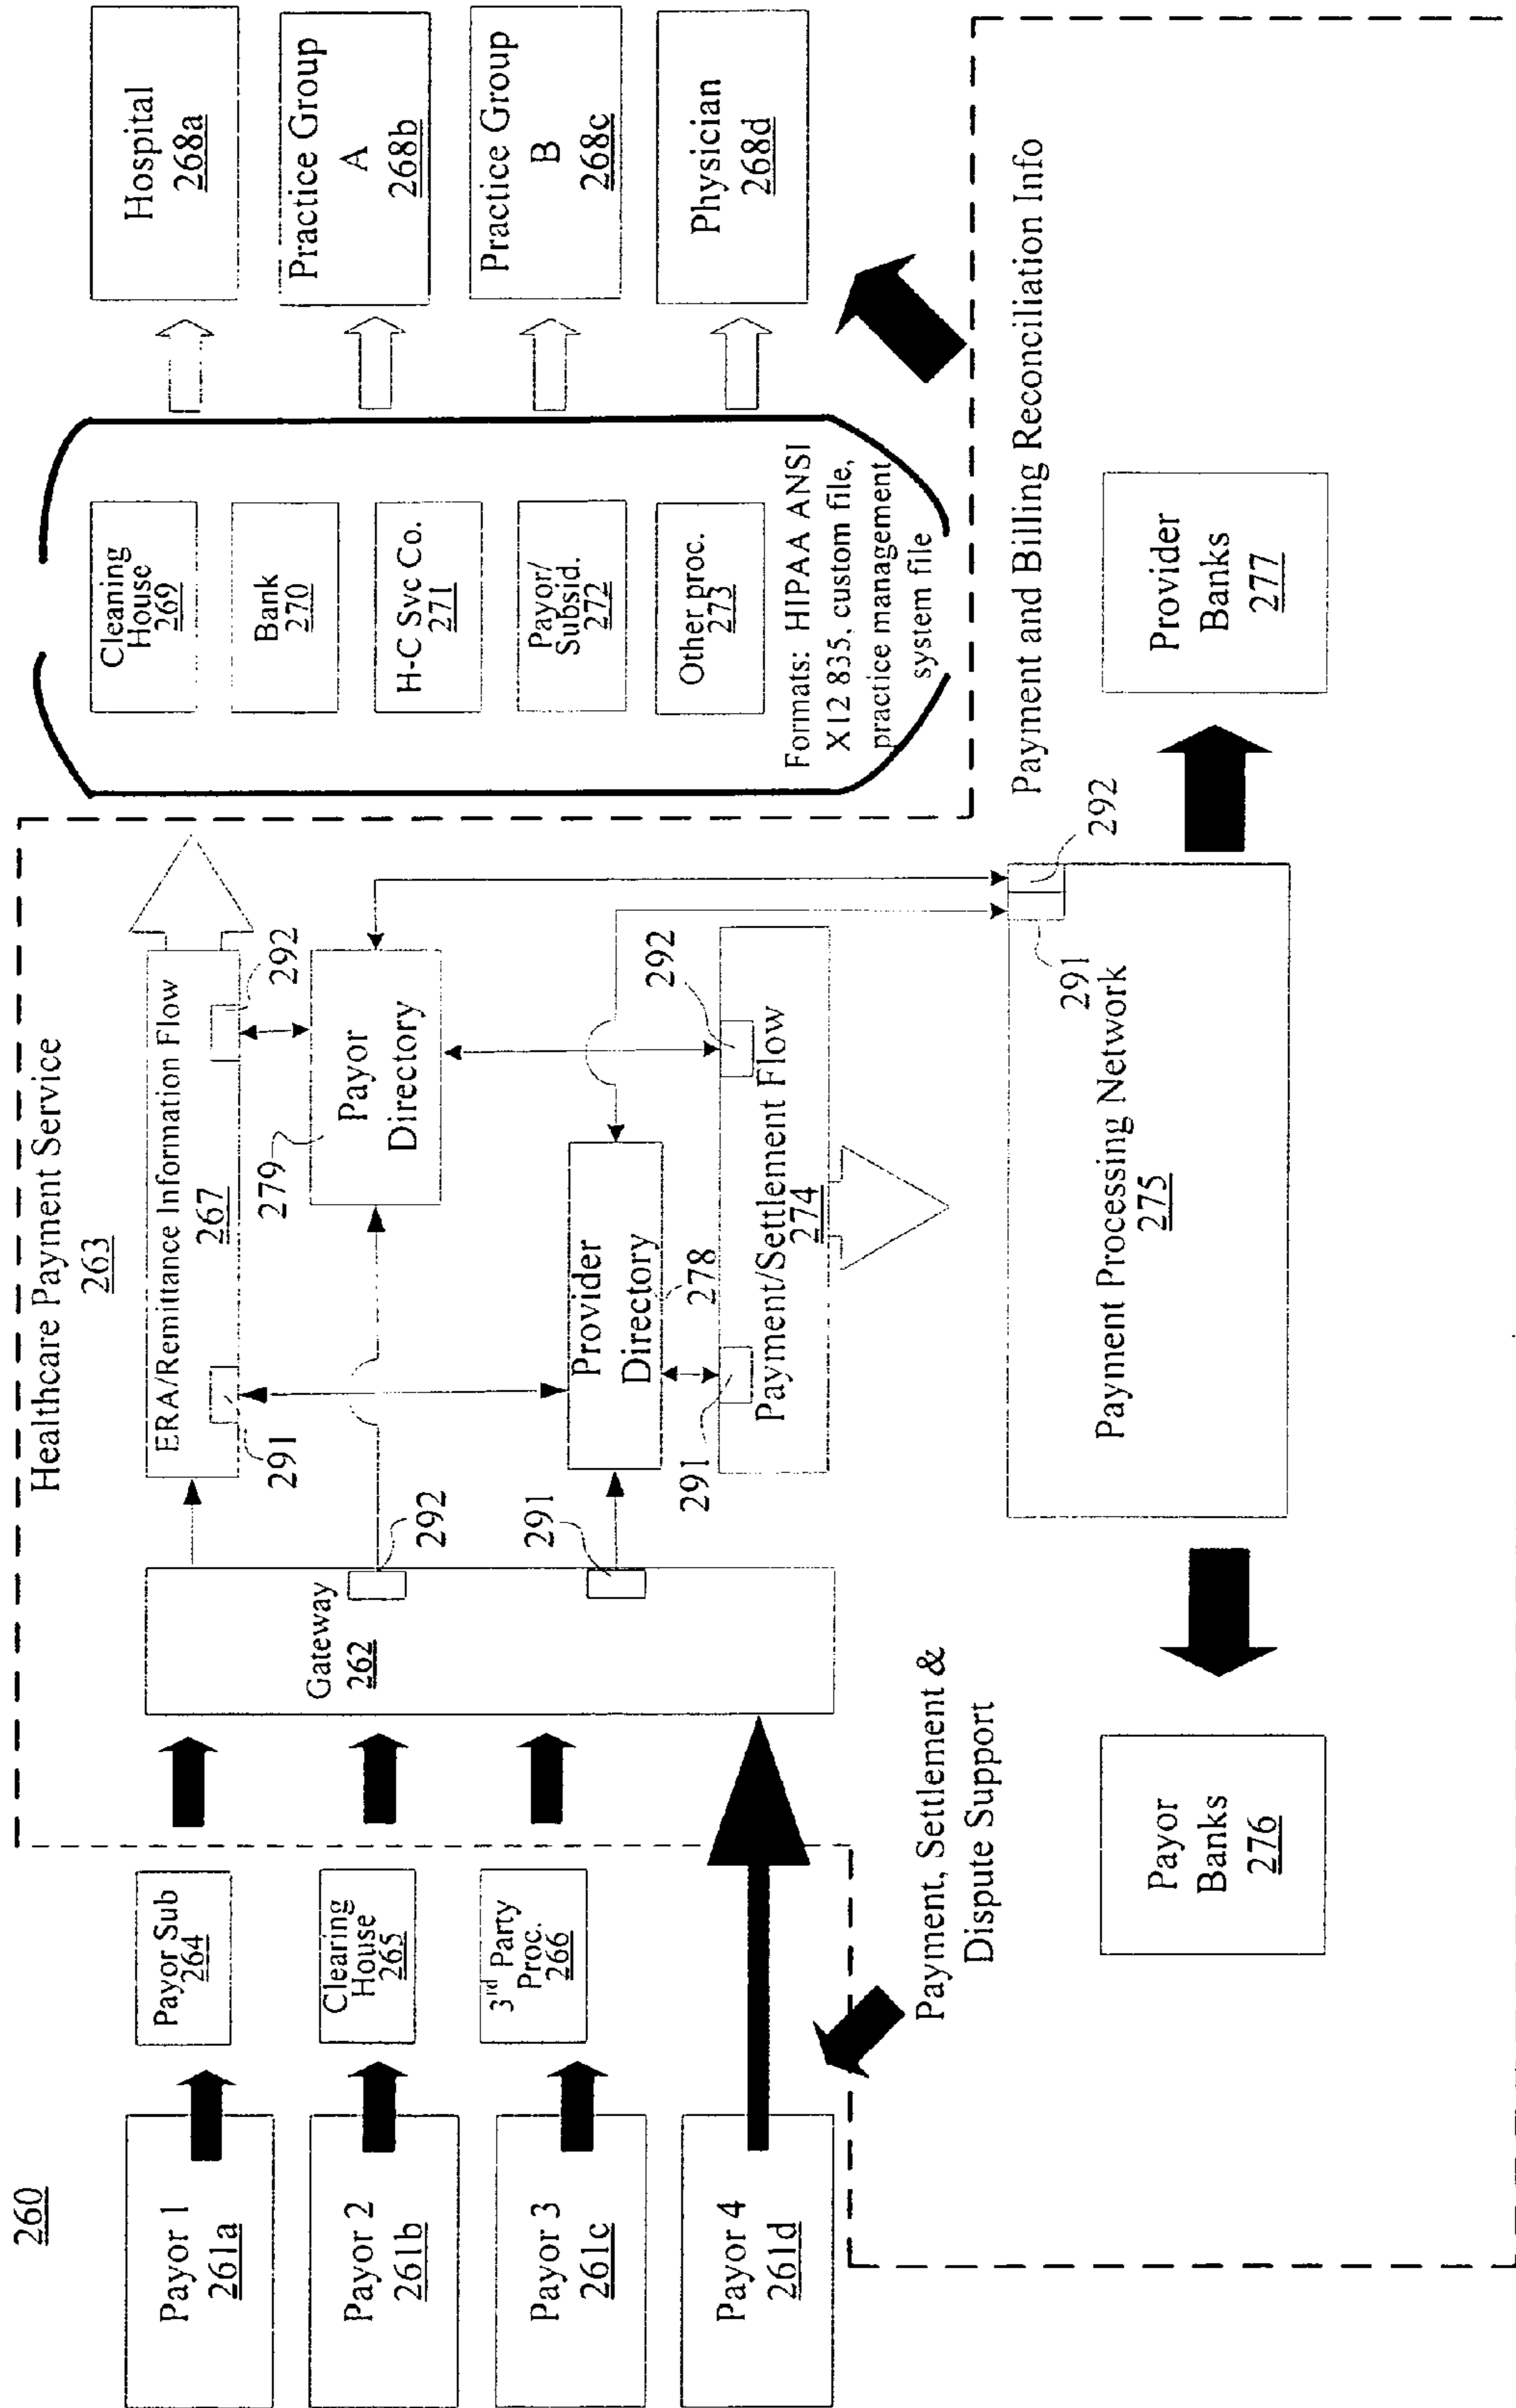 260
Payor 1
261a
Payor 2
261b
Payor 3
261c
Payor 4
261d
Payor Sub
264
Clearing
House
265
3rd Party
Proc.
266
Payment, Settlement &
Dispute Support
Healthcare Payment Service
263
Gateway
262
292
291
ERA/Remittance Information Flow
267
291
292
279
Payor
Directory
Provider
Directory
278
291
292
Payment/Settlement Flow
274
Payment Processing Network
275
291
292
Payor
Banks
276
Provider
Banks
277
Cleaning
House
269
Bank
270
H-C Svc Co.
271
Payor/
Subsid.
272
Other proc.
273
Formats: HIPAA ANSI
X12 835, custom file,
practice management
system file
Hospital
268a
Practice Group
A
268b
Practice Group
B
268c
Physician
268d
Payment and Billing Reconciliation Info